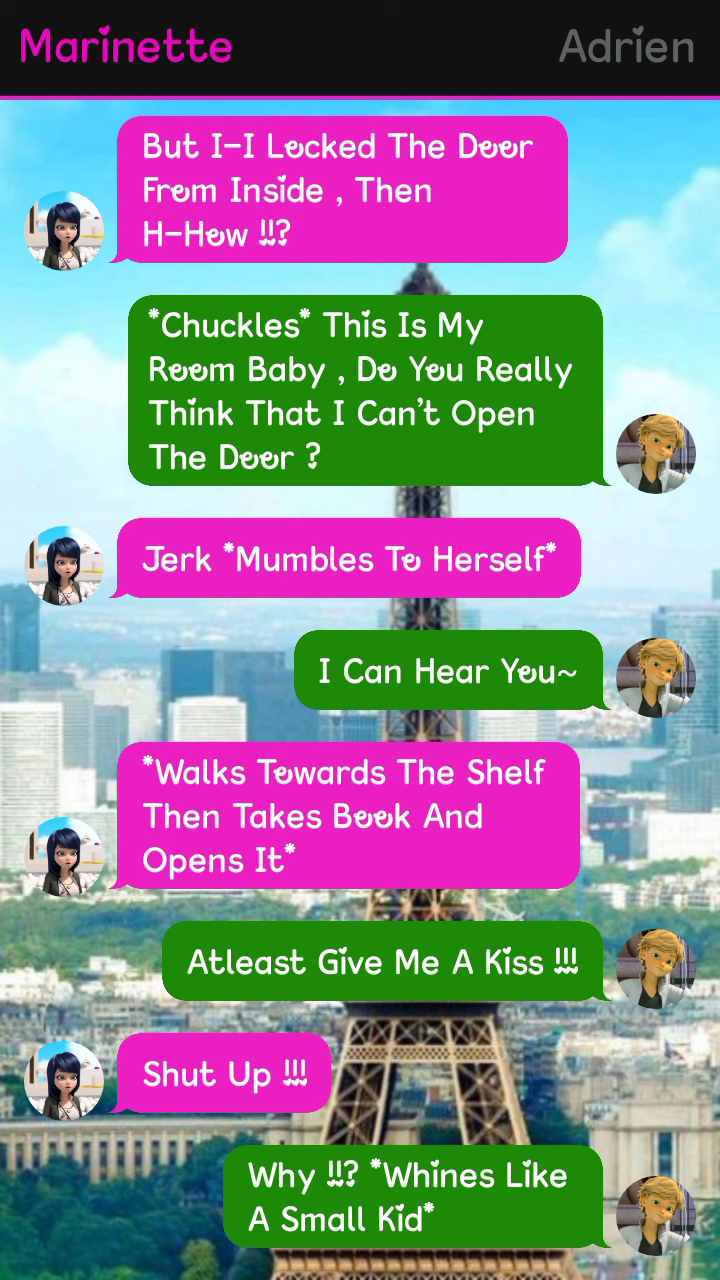 Marinette Adrien
But I-I Locked The Door
From Inside , Then
H-How !!?
*Chuckles* This Is My
Room Baby , Do You Really
Think That I Can't Open
The Door ?
Jerk *Mumbles To Herself*
I Can Hear You~
*Walks Towards The Shelf
Then Takes Book And
Opens It*
Atleast Give Me A Kiss !!!
Shut Up !!!
Why !!? *Whines Like
A Small Kid*